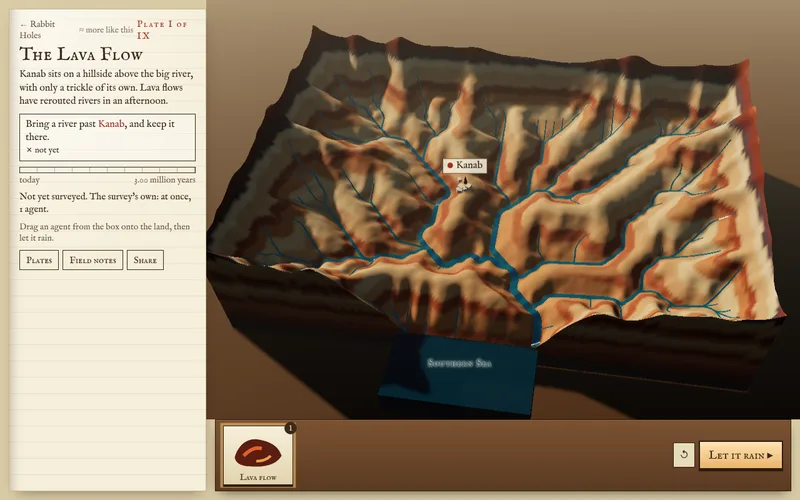 ← Rabbit Holes
≈ more like this
Plate I of IX
The Lava Flow
Kanab sits on a hillside above the big river,
with only a trickle of its own. Lava flows
have rerouted rivers in an afternoon.
Bring a river past Kanab, and keep it
there.
× not yet
today
3.00 million years
Not yet surveyed. The survey's own: at once,
1 agent.
Drag an agent from the box onto the land, then
let it rain.
Plates
Field notes
Share
Kanab
Southern Sea
1
Lava flow
Let it rain ▸